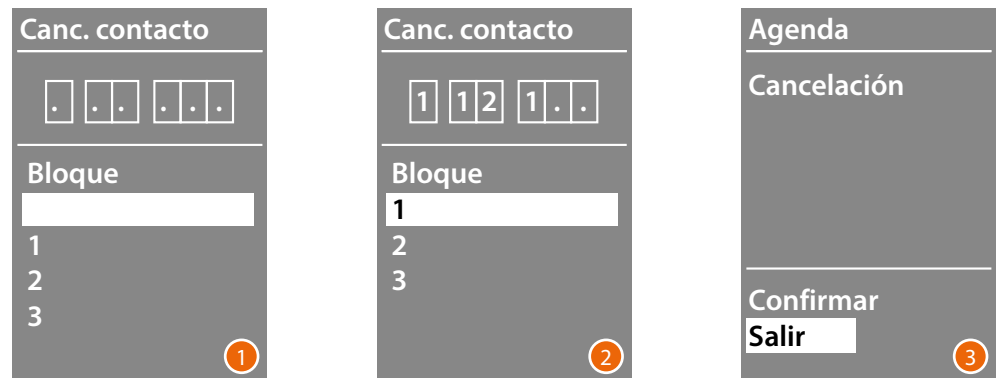 Canc. contacto
. . . . . .
Bloque
1
2
3
1
Canc. contacto
1 1 2 1 . .
Bloque
1
2
3
2
Agenda
Cancelación
Confirmar
Salir
3